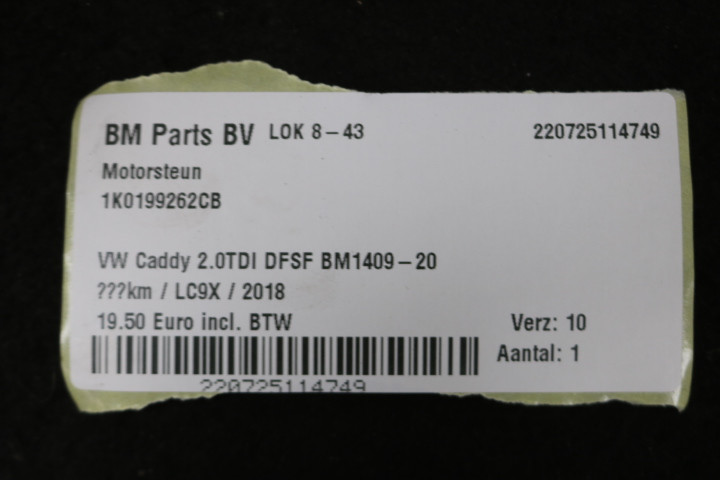 BM Parts BV LOK 8-43 220725114749
Motorsteun
1K0199262CB
VW Caddy 2.0TDI DFSF BM1409-20
???km / LC9X / 2018
19.50 Euro incl. BTW Verz: 10
Aantal: 1
220725114749